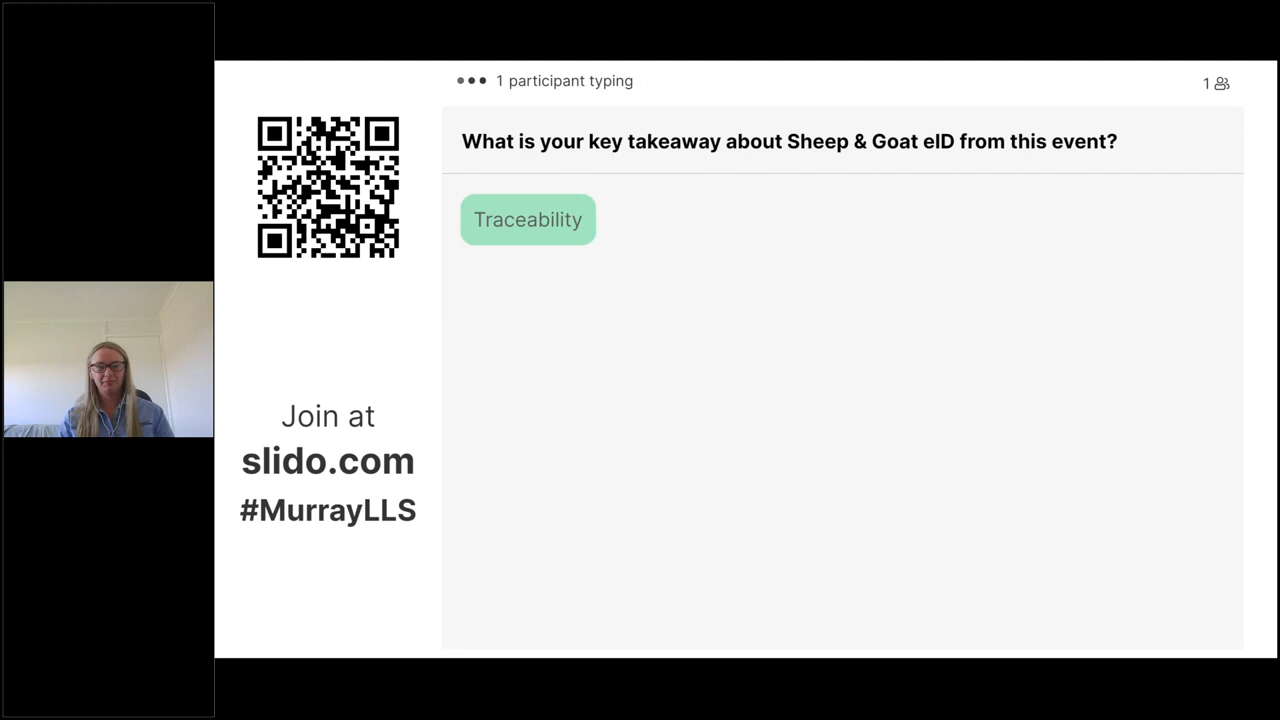 1 participant typing
1
What is your key takeaway about Sheep & Goat eID from this event?
Traceability
Join at
slido.com
#MurrayLLS